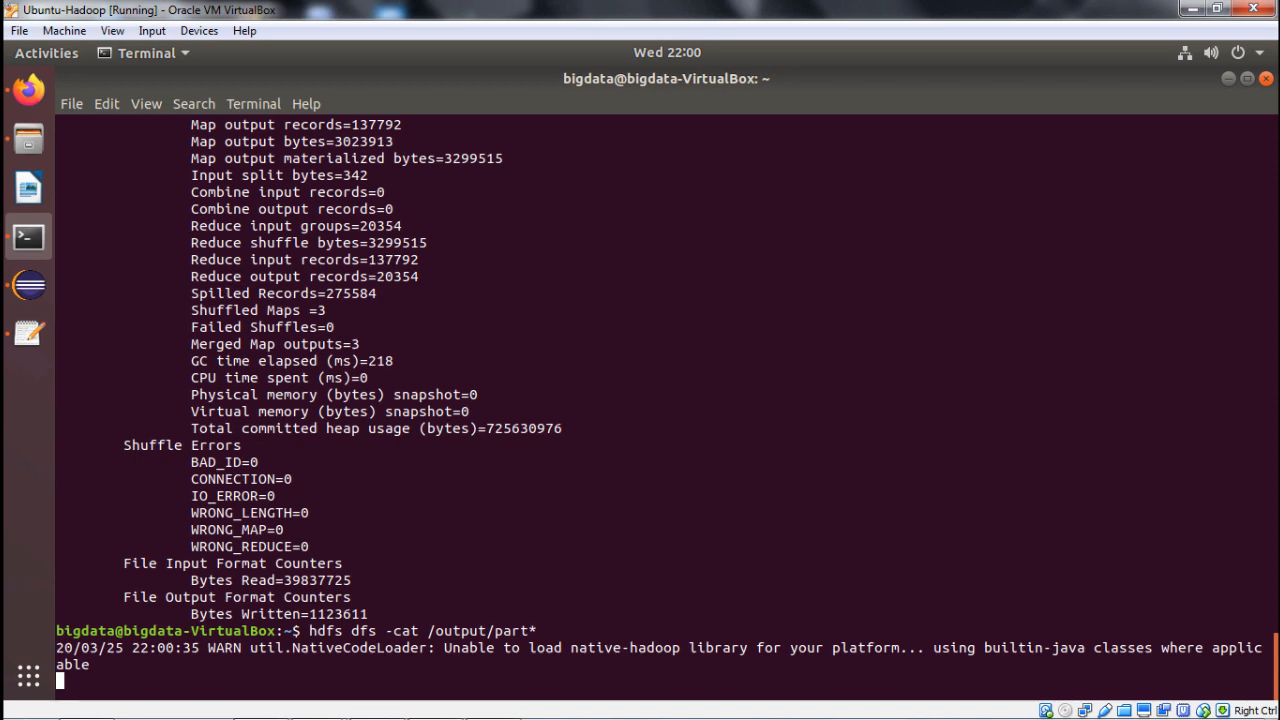 Ubuntu-Hadoop [Running] - Oracle VM VirtualBox
File Machine View Input Devices Help
Activities Terminal Wed 22:00
bigdata@bigdata-VirtualBox: ~
File Edit View Search Terminal Help
Map output records=137792
Map output bytes=3023913
Map output materialized bytes=3299515
Input split bytes=342
Combine input records=0
Combine output records=0
Reduce input groups=20354
Reduce shuffle bytes=3299515
Reduce input records=137792
Reduce output records=20354
Spilled Records=275584
Shuffled Maps =3
Failed Shuffles=0
Merged Map outputs=3
GC time elapsed (ms)=218
CPU time spent (ms)=0
Physical memory (bytes) snapshot=0
Virtual memory (bytes) snapshot=0
Total committed heap usage (bytes)=725630976
Shuffle Errors
BAD_ID=0
CONNECTION=0
IO_ERROR=0
WRONG_LENGTH=0
WRONG_MAP=0
WRONG_REDUCE=0
File Input Format Counters
Bytes Read=39837725
File Output Format Counters
Bytes Written=1123611
bigdata@bigdata-VirtualBox:~$ hdfs dfs -cat /output/part*
20/03/25 22:00:35 WARN util.NativeCodeLoader: Unable to load native-hadoop library for your platform... using builtin-java classes where applic
able
Right Ctrl